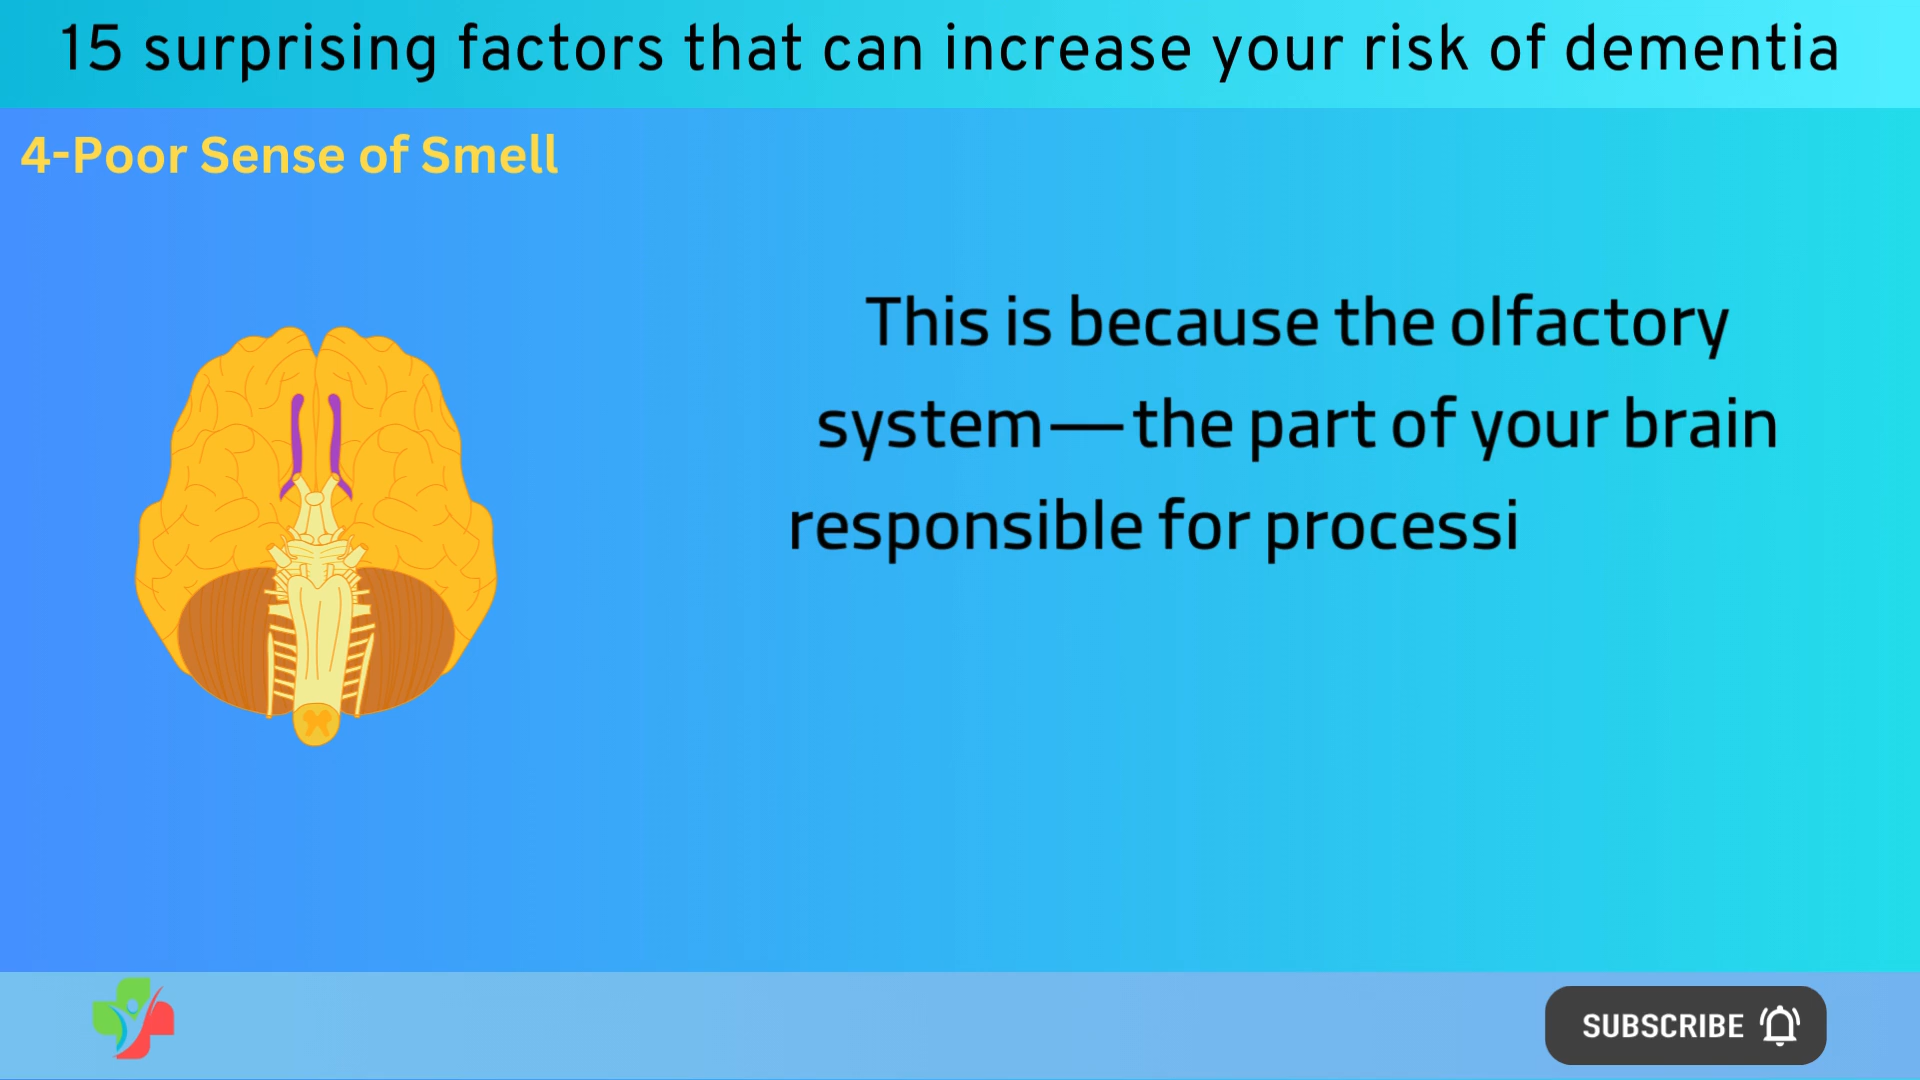 15 surprising factors that can increase your risk of dementia
4-Poor Sense of Smell
This is because the olfactory
system—the part of your brain
responsible for processi
SUBSCRIBE